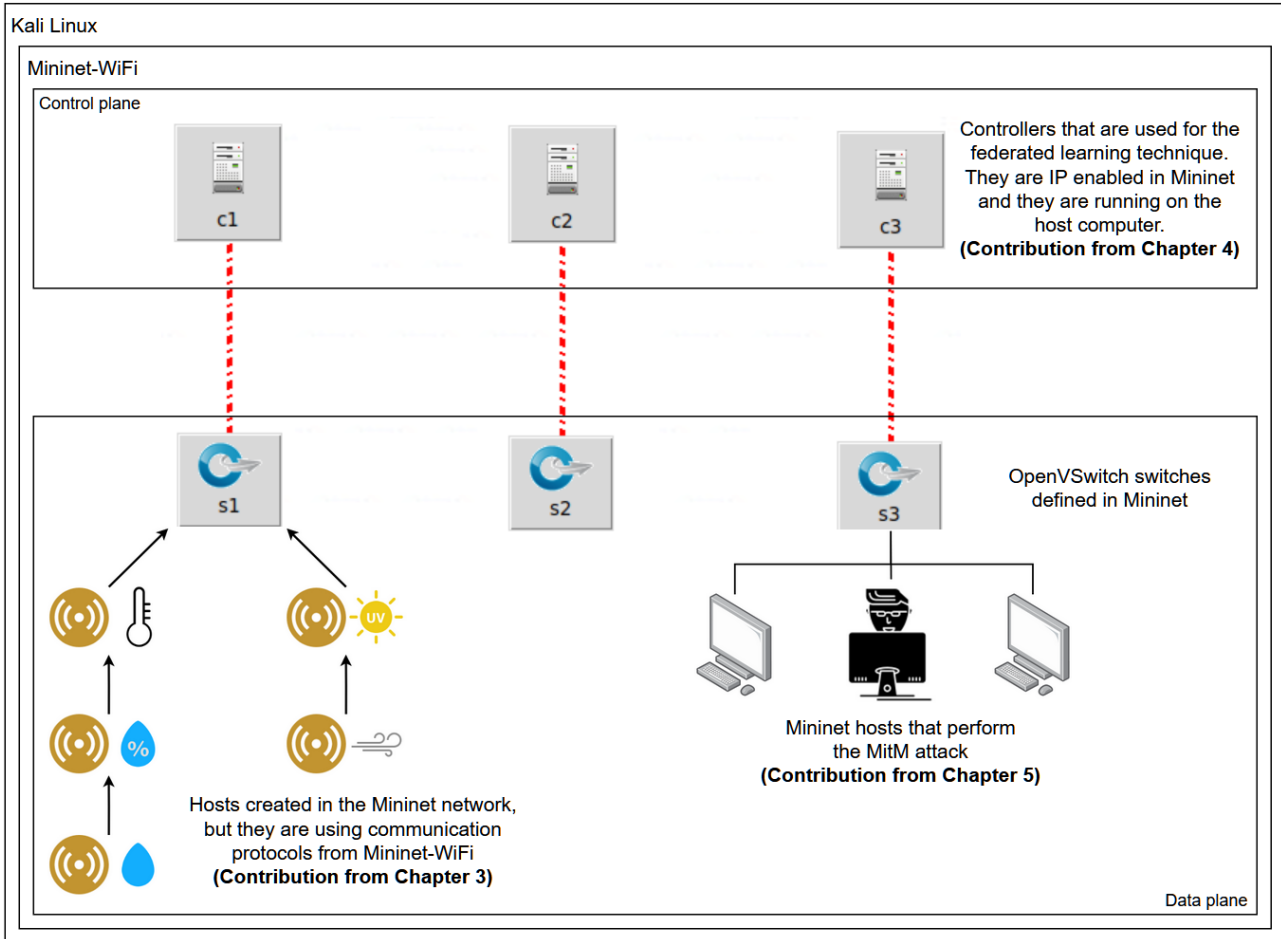 Kali Linux
Mininet-WiFi
Control plane
c1
c2
c3
Controllers that are used for the
federated learning technique.
They are IP enabled in Mininet
and they are running on the
host computer.
(Contribution from Chapter 4)
s1
s2
s3
OpenVSwitch switches
defined in Mininet
UV
%
Mininet hosts that perform
the MitM attack
(Contribution from Chapter 5)
Hosts created in the Mininet network,
but they are using communication
protocols from Mininet-WiFi
(Contribution from Chapter 3)
Data plane